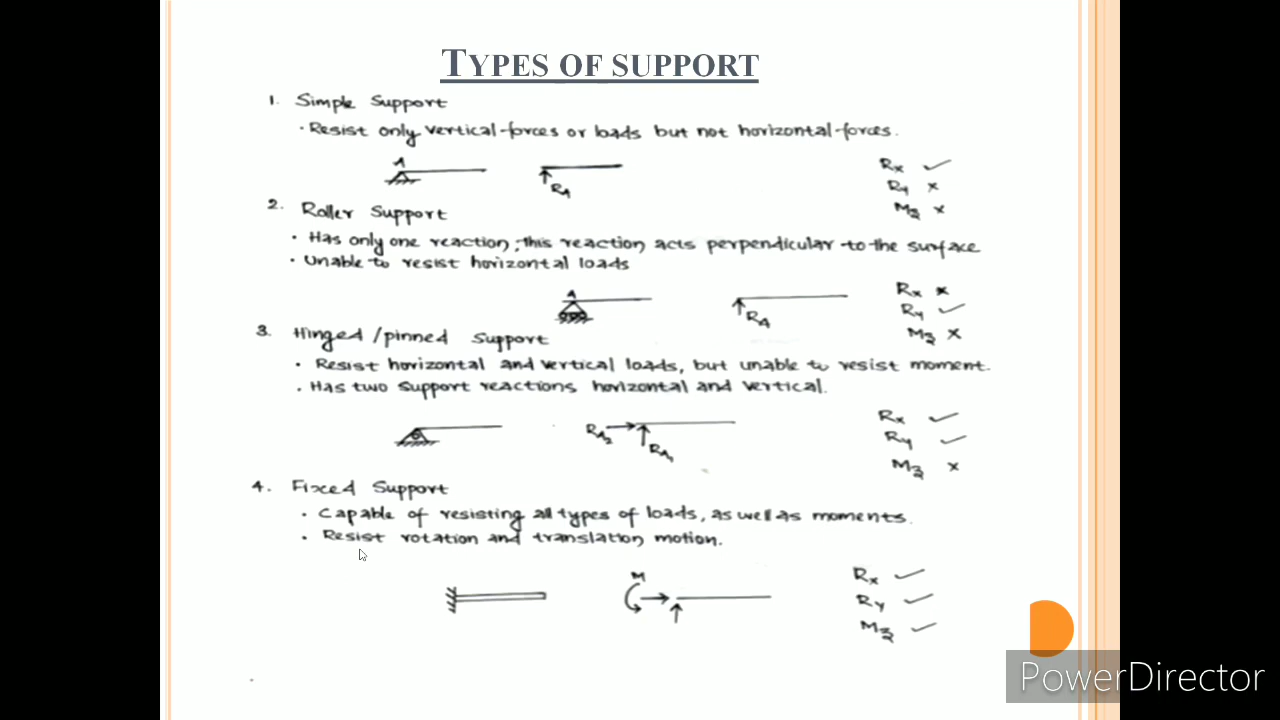 TYPES OF SUPPORT
1. Simple Support
· Resist only vertical forces or loads but not horizontal forces.
A
RA
Rx ✓
Ry ×
Mz ×
2. Roller Support
· Has only one reaction, this reaction acts perpendicular to the surface
· Unable to resist horizontal loads
A
RA
Rx ×
Ry ✓
Mz ×
3. Hinged/pinned Support
· Resist horizontal and vertical loads, but unable to resist moment.
· Has two support reactions horizontal and vertical.
RA2
RA1
Rx ✓
Ry ✓
Mz ×
4. Fixed Support
· Capable of resisting all types of loads, as well as moments.
· Resist rotation and translation motion.
M
Rx ✓
Ry ✓
Mz ✓
PowerDirector